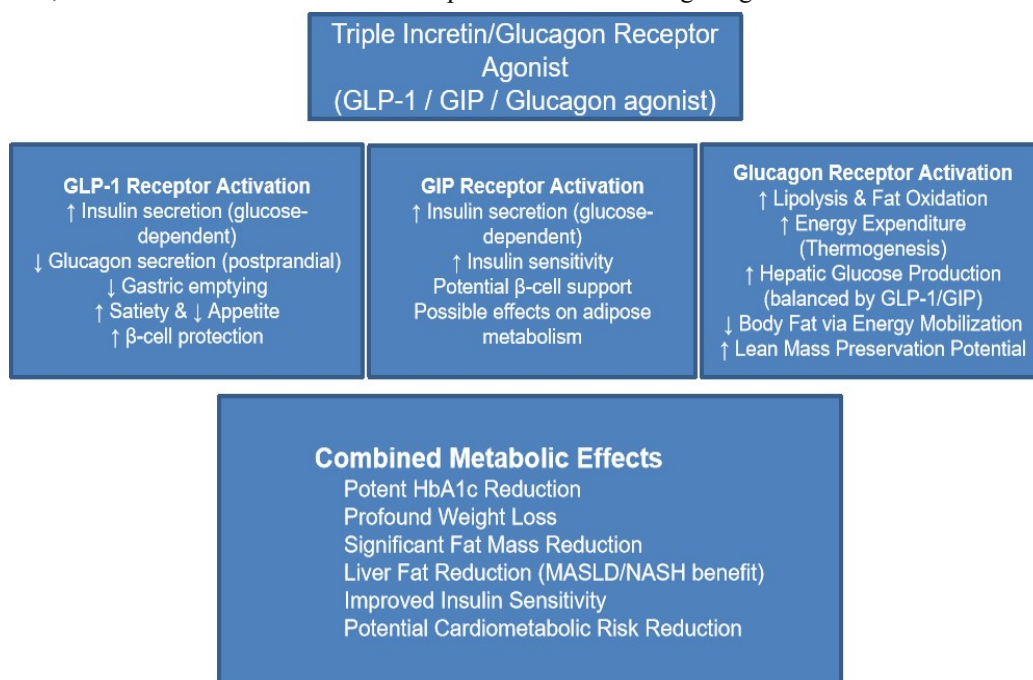 Triple Incretin/Glucagon Receptor
Agonist
(GLP-1 / GIP / Glucagon agonist)
GLP-1 Receptor Activation
↑ Insulin secretion (glucose-
dependent)
↓ Glucagon secretion (postprandial)
↓ Gastric emptying
↑ Satiety & ↓ Appetite
↑ β-cell protection
GIP Receptor Activation
↑ Insulin secretion (glucose-
dependent)
↑ Insulin sensitivity
Potential β-cell support
Possible effects on adipose
metabolism
Glucagon Receptor Activation
↑ Lipolysis & Fat Oxidation
↑ Energy Expenditure
(Thermogenesis)
↑ Hepatic Glucose Production
(balanced by GLP-1/GIP)
↓ Body Fat via Energy Mobilization
↑ Lean Mass Preservation Potential
Combined Metabolic Effects
Potent HbA1c Reduction
Profound Weight Loss
Significant Fat Mass Reduction
Liver Fat Reduction (MASLD/NASH benefit)
Improved Insulin Sensitivity
Potential Cardiometabolic Risk Reduction